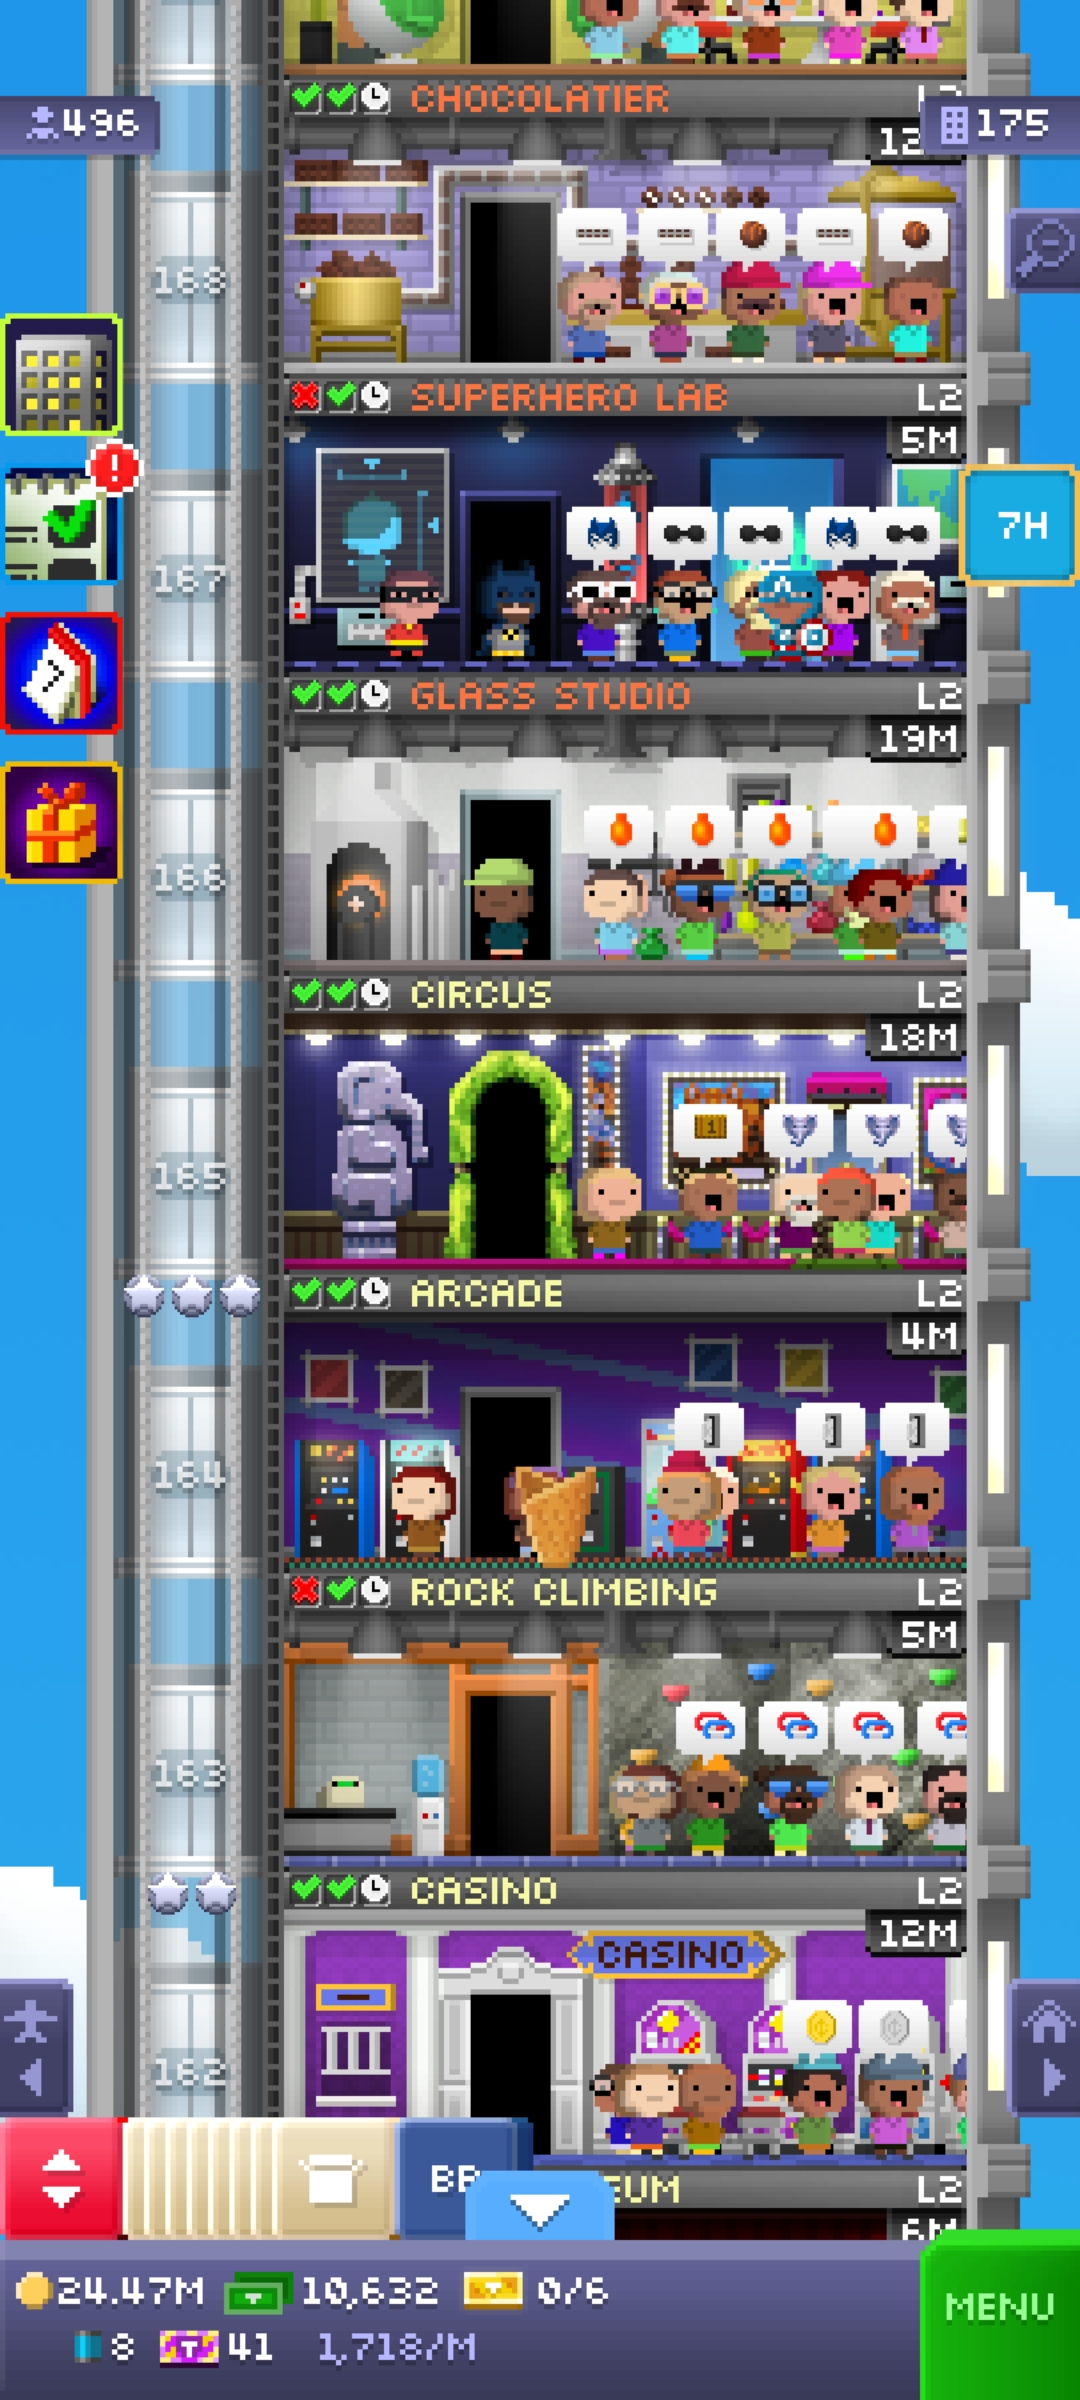 CHOCOLATIER
496
175
168
SUPERHERO LAB L2
5M
7H
167
GLASS STUDIO L2
19M
166
CIRCUS L2
18M
1
165
ARCADE L2
4M
164
ROCK CLIMBING L2
5M
163
CASINO L2
12M
CASINO
162
L2
6M
24.47M 10,632 0/6
MENU
8 T 41 1,718/M